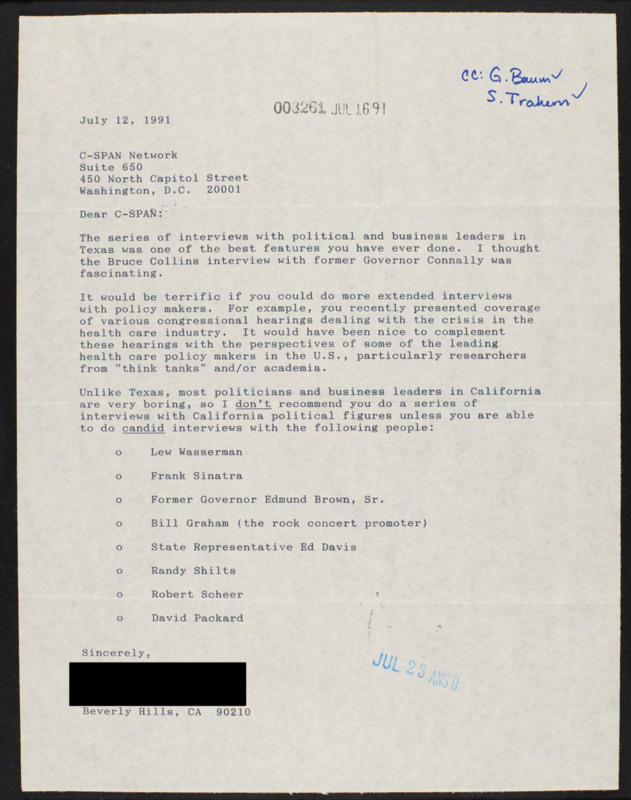 cc: G. Baum ✓
S. Trahern ✓
003261 JUL 16 91
July 12, 1991
C-SPAN Network
Suite 650
450 North Capitol Street
Washington, D.C. 20001
Dear C-SPAN:
The series of interviews with political and business leaders in
Texas was one of the best features you have ever done. I thought
the Bruce Collins interview with former Governor Connally was
fascinating.
It would be terrific if you could do more extended interviews
with policy makers. For example, you recently presented coverage
of various congressional hearings dealing with the crisis in the
health care industry. It would have been nice to complement
these hearings with the perspectives of some of the leading
health care policy makers in the U.S., particularly researchers
from "think tanks" and/or academia.
Unlike Texas, most politicians and business leaders in California
are very boring, so I don't recommend you do a series of
interviews with California political figures unless you are able
to do candid interviews with the following people:
o Lew Wasserman
o Frank Sinatra
o Former Governor Edmund Brown, Sr.
o Bill Graham (the rock concert promoter)
o State Representative Ed Davis
o Randy Shilts
o Robert Scheer
o David Packard
Sincerely,
JUL 23 ANS'D
Beverly Hills, CA 90210